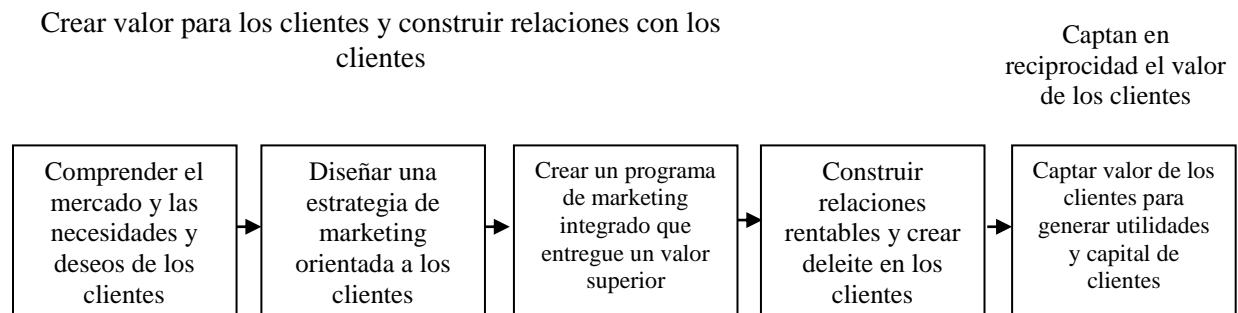 Crear valor para los clientes y construir relaciones con los
clientes
Captan en
reciprocidad el valor
de los clientes
Comprender el
mercado y las
necesidades y
deseos de los
clientes
Diseñar una
estrategia de
marketing
orientada a los
clientes
Crear un programa
de marketing
integrado que
entregue un valor
superior
Construir
relaciones
rentables y crear
deleite en los
clientes
Captar valor de los
clientes para
generar utilidades
y capital de
clientes